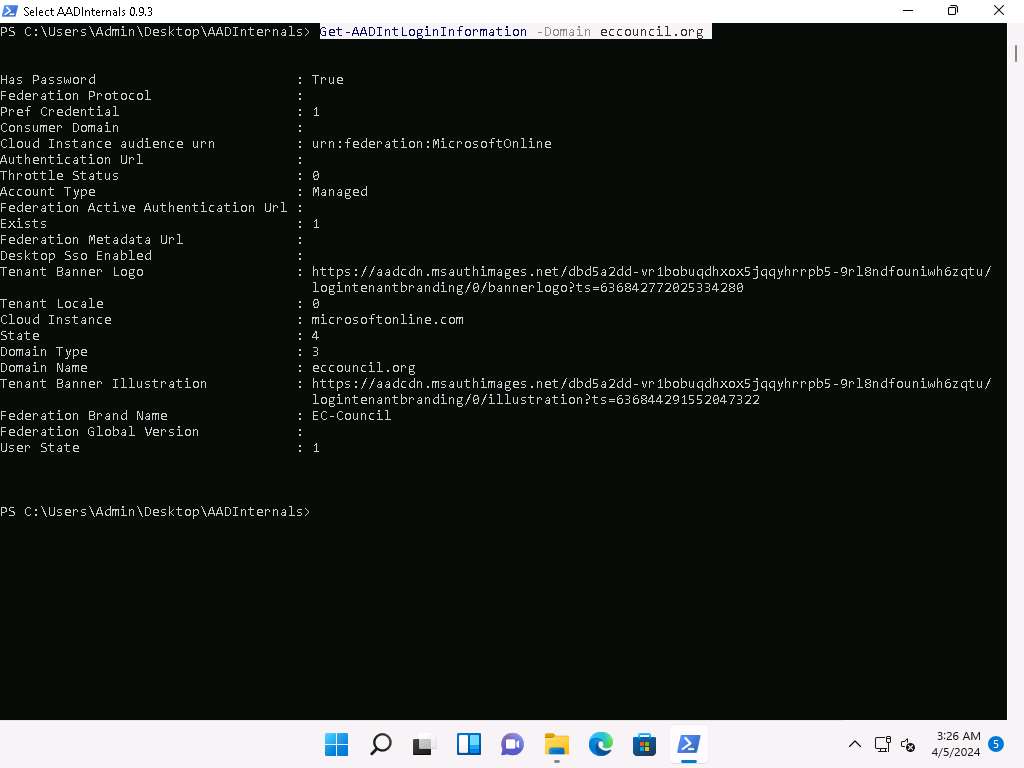 Select AADInternals 0.9.3
PS C:\Users\Admin\Desktop\AADInternals> Get-AADIntLoginInformation -Domain eccouncil.org
Has Password : True
Federation Protocol :
Pref Credential : 1
Consumer Domain :
Cloud Instance audience urn : urn:federation:MicrosoftOnline
Authentication Url :
Throttle Status : 0
Account Type : Managed
Federation Active Authentication Url :
Exists : 1
Federation Metadata Url :
Desktop Sso Enabled :
Tenant Banner Logo : https://aadcdn.msauthimages.net/dbd5a2dd-vr1bobuqdhxox5jqqyhrrpb5-9rl8ndfouniwh6zqtu/
logintenantbranding/0/bannerlogo?ts=636842772025334280
Tenant Locale : 0
Cloud Instance : microsoftonline.com
State : 4
Domain Type : 3
Domain Name : eccouncil.org
Tenant Banner Illustration : https://aadcdn.msauthimages.net/dbd5a2dd-vr1bobuqdhxox5jqqyhrrpb5-9rl8ndfouniwh6zqtu/
logintenantbranding/0/illustration?ts=636844291552047322
Federation Brand Name : EC-Council
Federation Global Version :
User State : 1
PS C:\Users\Admin\Desktop\AADInternals>
3:26 AM
4/5/2024
5